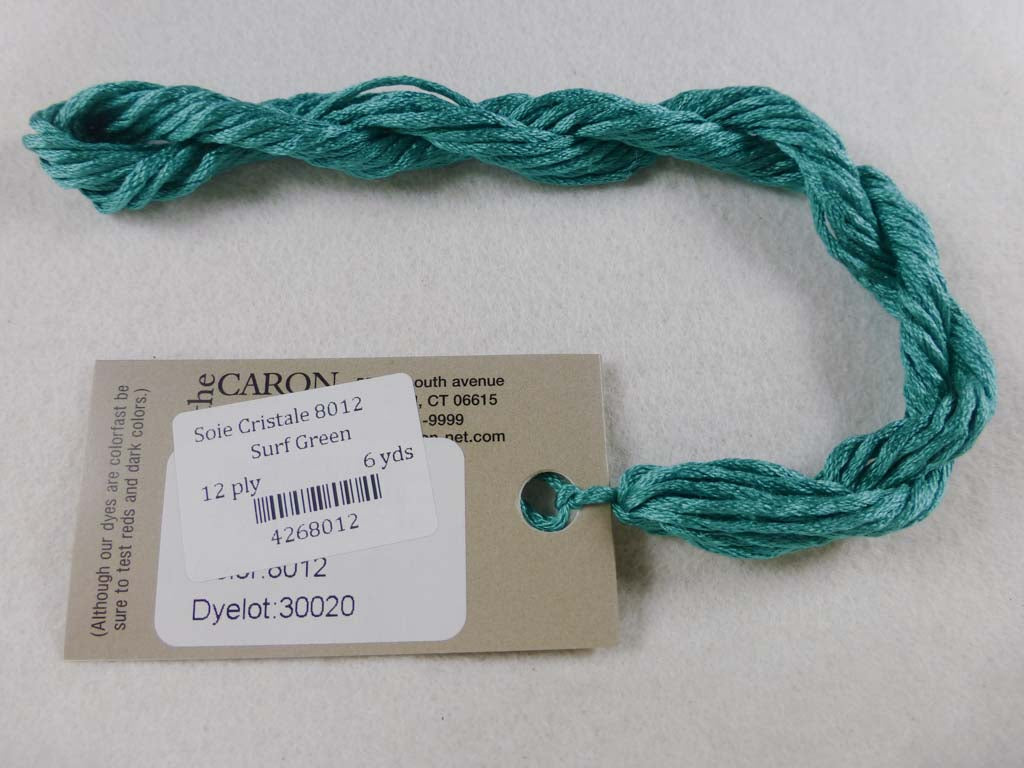 the CARON
outh avenue
, CT 06615
-9999
n-net.com
Soie Cristale 8012
Surf Green
12 ply
6 yds
4268012
8012
Dyelot:30020
(Although our dyes are colorfast be
sure to test reds and dark colors.)